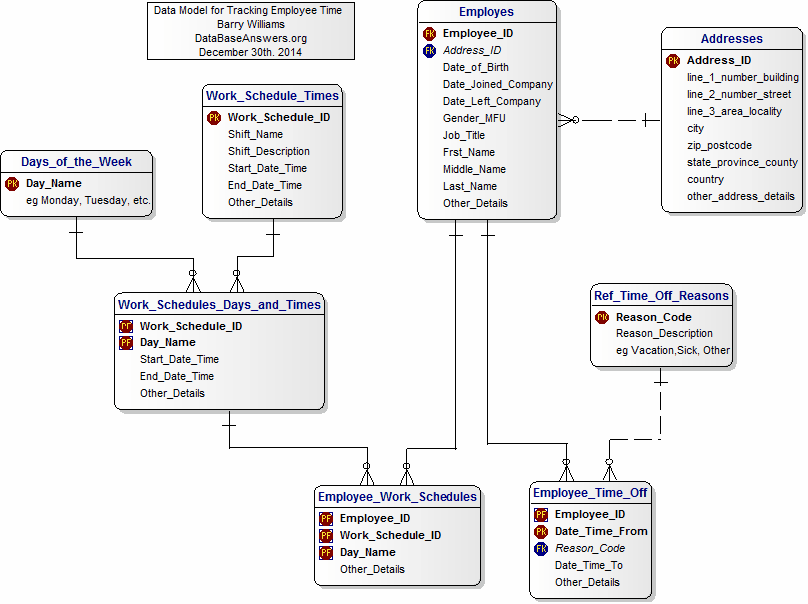 Data Model for Tracking Employee Time
Barry Williams
DataBaseAnswers.org
December 30th. 2014
Employes
FK Employee_ID
FK Address_ID
Date_of_Birth
Date_Joined_Company
Date_Left_Company
Gender_MFU
Job_Title
Frst_Name
Middle_Name
Last_Name
Other_Details
Addresses
PK Address_ID
line_1_number_building
line_2_number_street
line_3_area_locality
city
zip_postcode
state_province_county
country
other_address_details
Work_Schedule_Times
PK Work_Schedule_ID
Shift_Name
Shift_Description
Start_Date_Time
End_Date_Time
Other_Details
Days_of_the_Week
PK Day_Name
eg Monday, Tuesday, etc.
Work_Schedules_Days_and_Times
PF Work_Schedule_ID
PF Day_Name
Start_Date_Time
End_Date_Time
Other_Details
Ref_Time_Off_Reasons
PK Reason_Code
Reason_Description
eg Vacation,Sick, Other
Employee_Work_Schedules
PF Employee_ID
PF Work_Schedule_ID
PF Day_Name
Other_Details
Employee_Time_Off
PF Employee_ID
PK Date_Time_From
FK Reason_Code
Date_Time_To
Other_Details